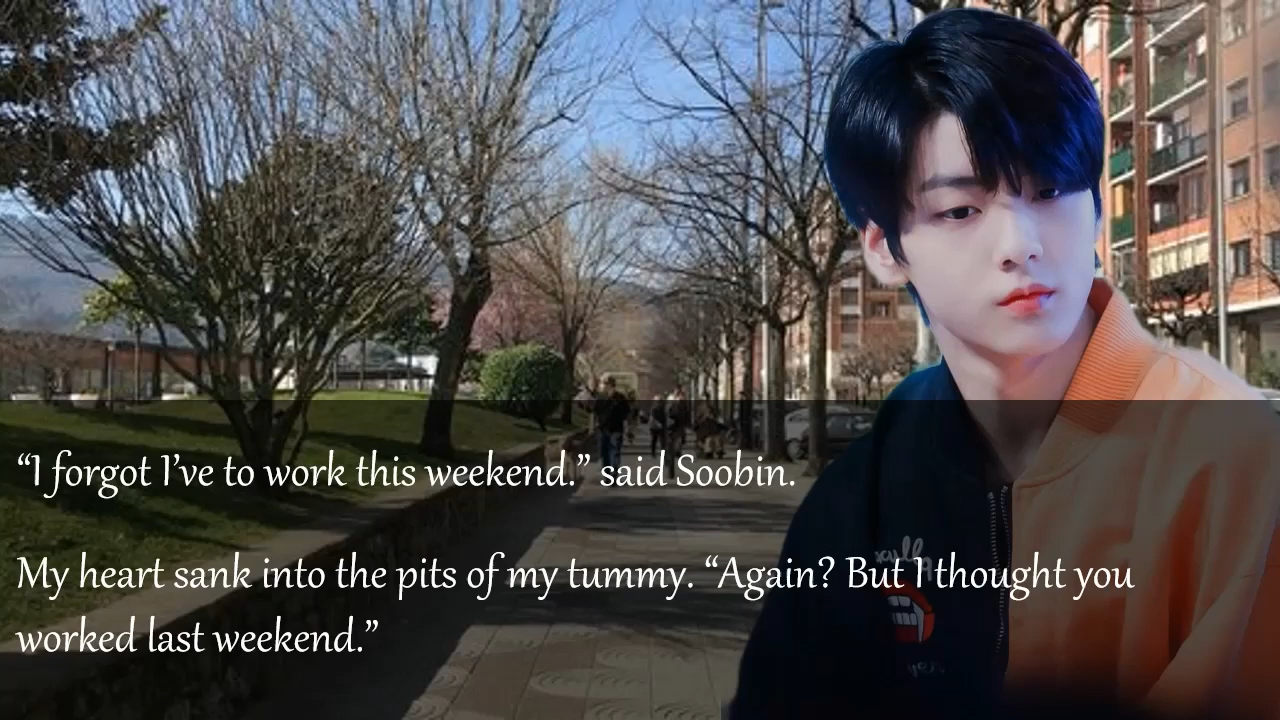 “I forgot I’ve to work this weekend.” said Soobin.
My heart sank into the pits of my tummy. “Again? But I thought you
worked last weekend.”